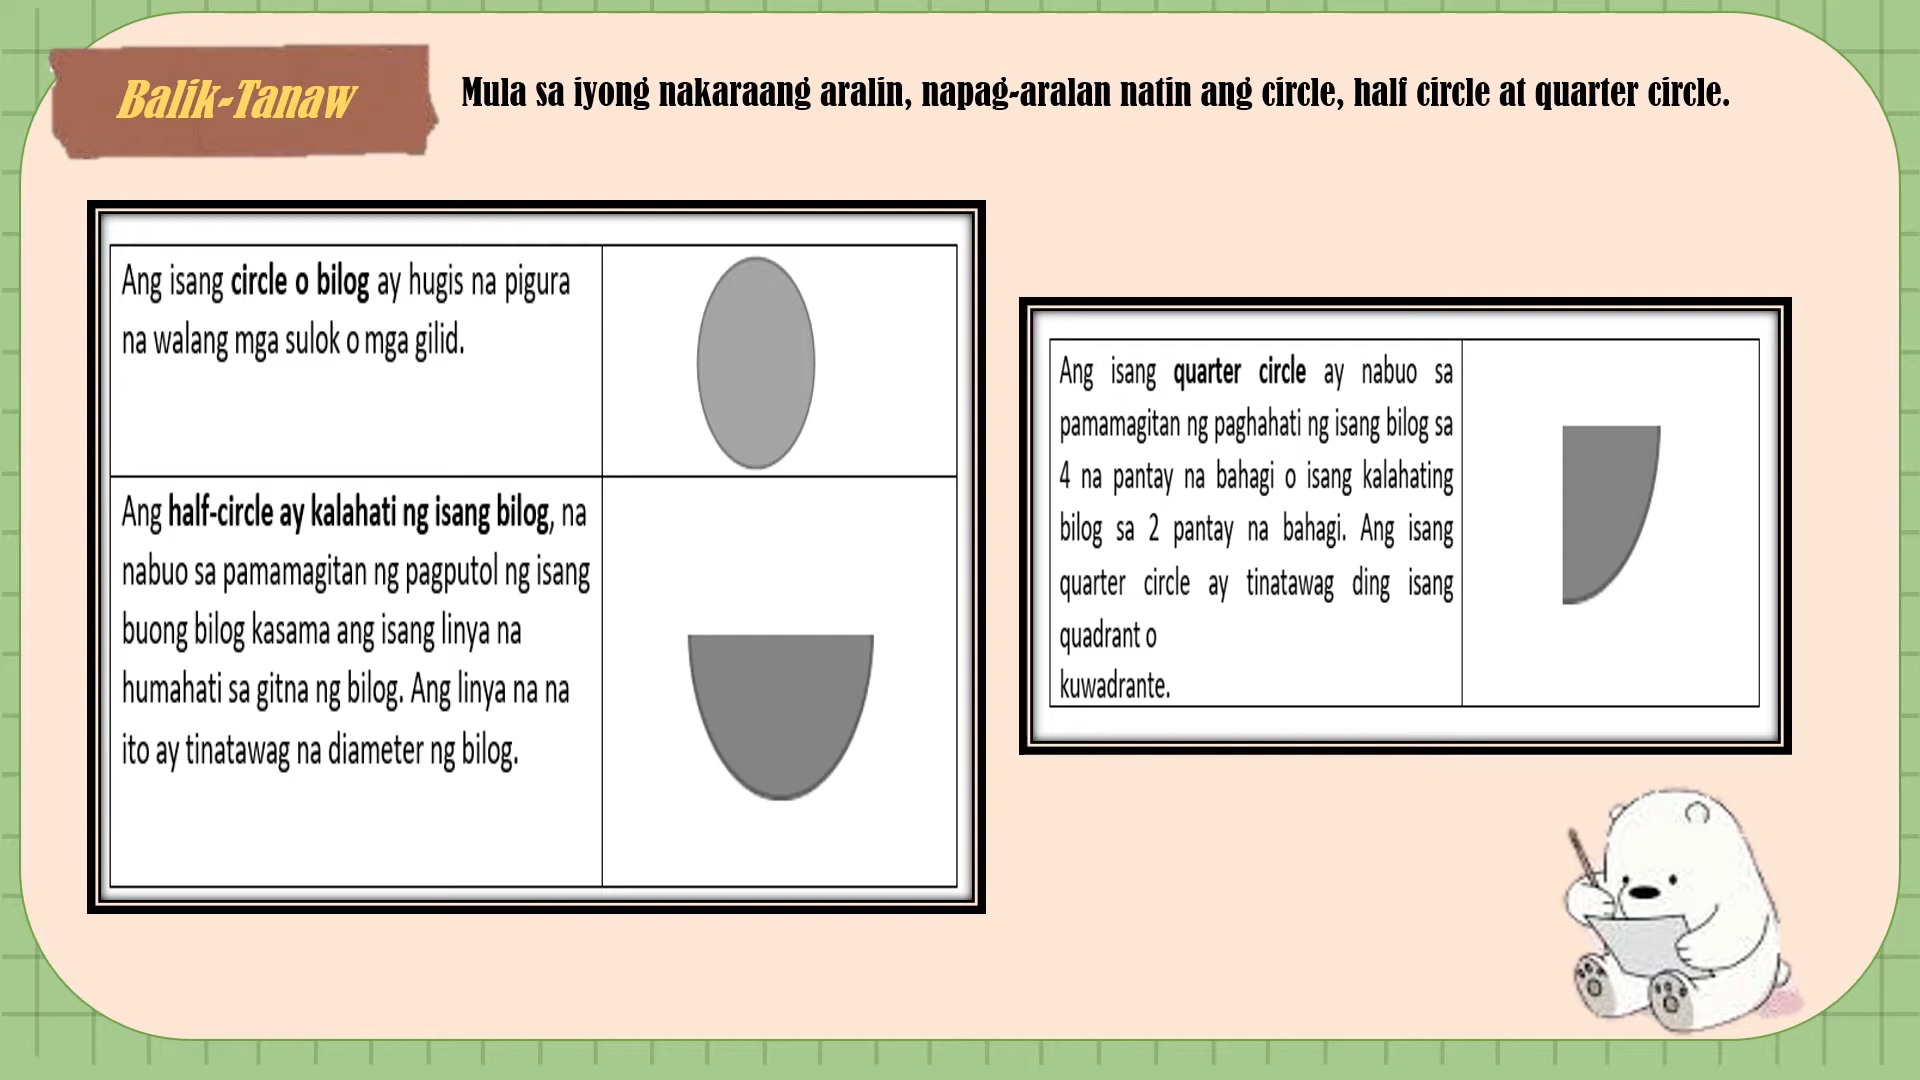 Balik-Tanaw
Mula sa iyong nakaraang aralin, napag-aralan natin ang circle, half circle at quarter circle.
Ang isang circle o bilog ay hugis na pigura
na walang mga sulok o mga gilid.
Ang half-circle ay kalahati ng isang bilog, na
nabuo sa pamamagitan ng pagputol ng isang
buong bilog kasama ang isang linya na
humahati sa gitna ng bilog. Ang linya na na
ito ay tinatawag na diameter ng bilog.
Ang isang quarter circle ay nabuo sa
pamamagitan ng paghahati ng isang bilog sa
4 na pantay na bahagi o isang kalahating
bilog sa 2 pantay na bahagi. Ang isang
quarter circle ay tinatawag ding isang
quadrant o
kuwadrante.